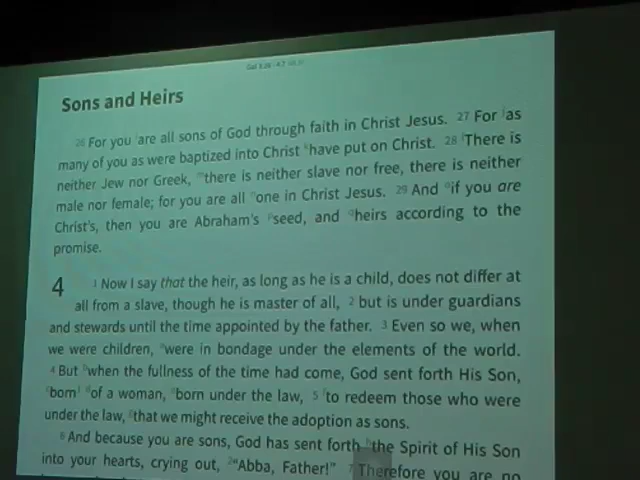 Sons and Heirs
26 For you are all sons of God through faith in Christ Jesus. 27 For as
many of you as were baptized into Christ have put on Christ. 28 There is
neither Jew nor Greek, there is neither slave nor free, there is neither
male nor female; for you are all one in Christ Jesus. 29 And if you are
Christ's, then you are Abraham's seed, and heirs according to the
promise.
4 1 Now I say that the heir, as long as he is a child, does not differ at
all from a slave, though he is master of all, 2 but is under guardians
and stewards until the time appointed by the father. 3 Even so we, when
we were children, were in bondage under the elements of the world.
4 But when the fullness of the time had come, God sent forth His Son,
born of a woman, born under the law, 5 to redeem those who were
under the law, that we might receive the adoption as sons.
6 And because you are sons, God has sent forth the Spirit of His Son
into your hearts, crying out, "Abba, Father!" 7 Therefore you are no